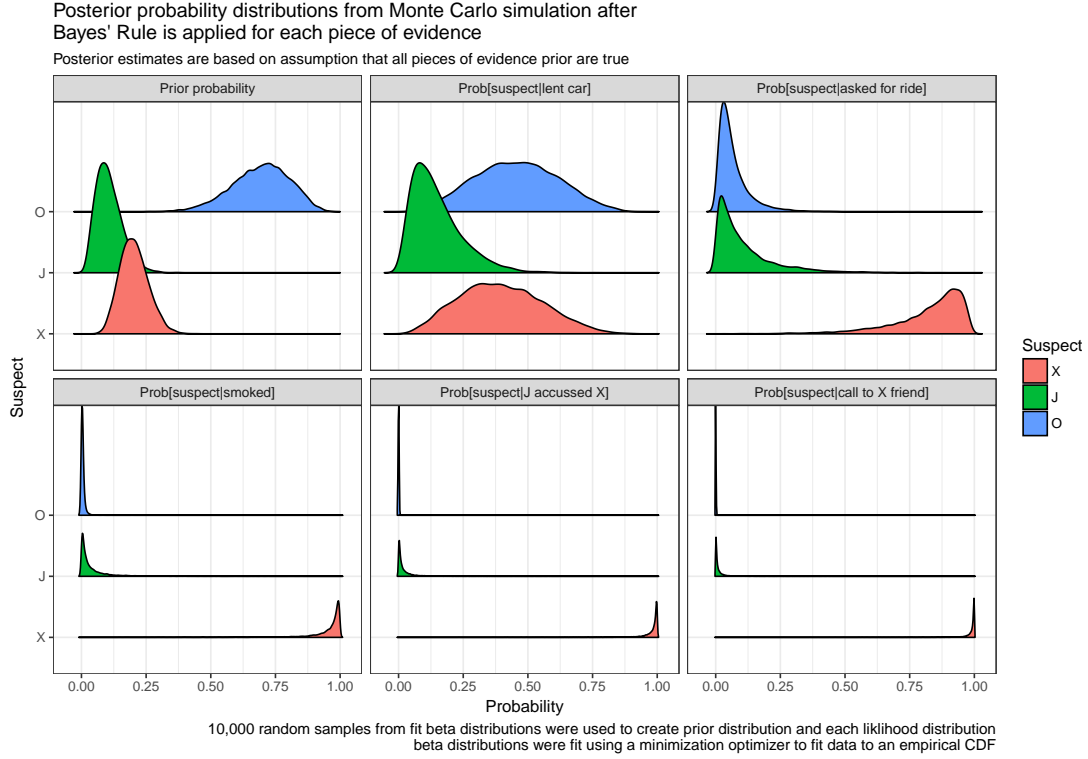 Posterior probability distributions from Monte Carlo simulation after
Bayes' Rule is applied for each piece of evidence
Posterior estimates are based on assumption that all pieces of evidence prior are true
Prior probability
Prob[suspect|lent car]
Prob[suspect|asked for ride]
O
J
X
Prob[suspect|smoked]
Prob[suspect|J accussed X]
Prob[suspect|call to X friend]
O
J
X
0.00 0.25 0.50 0.75 1.00
0.00 0.25 0.50 0.75 1.00
0.00 0.25 0.50 0.75 1.00
Probability
Suspect
Suspect
X
J
O
10,000 random samples from fit beta distributions were used to create prior distribution and each liklihood distribution
beta distributions were fit using a minimization optimizer to fit data to an empirical CDF